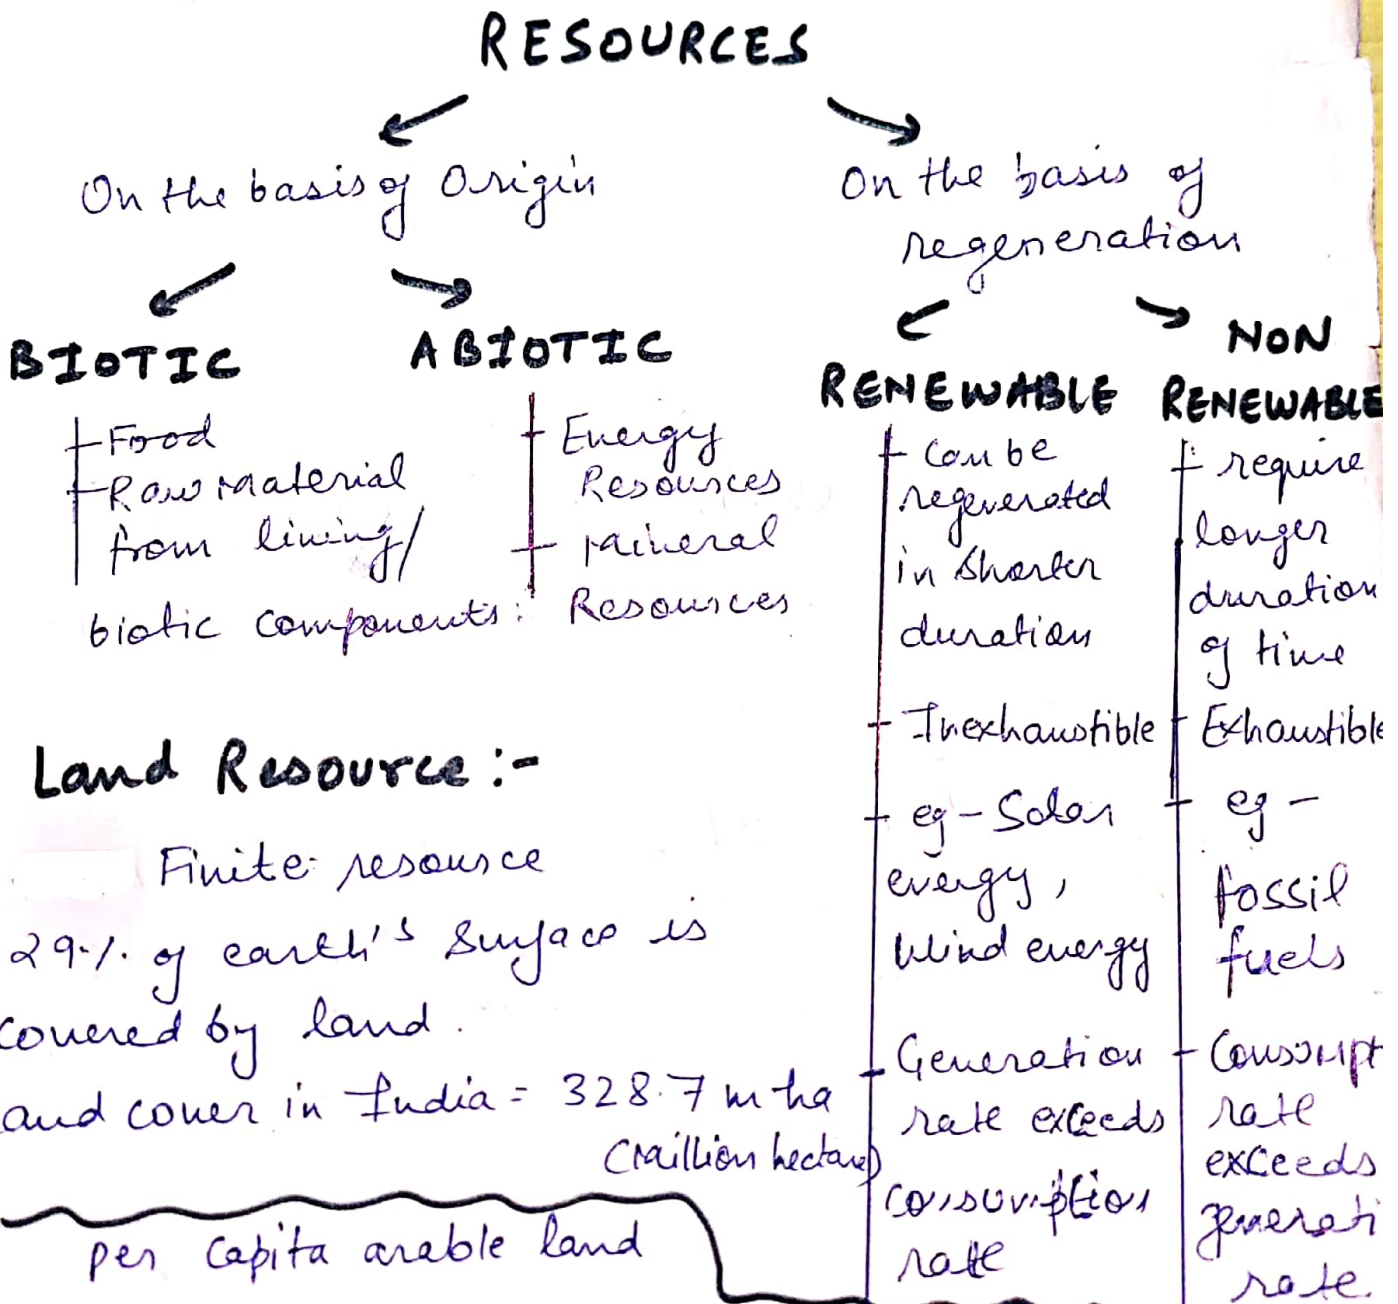 RESOURCES
On the basis of Origin
BIOTIC
Food
Raw Material
from living/
biotic components:
ABIOTIC
Energy
Resources
Mineral
Resources
On the basis of
regeneration
RENEWABLE
Can be
regenerated
in Shorter
duration
Inexhaustible
eg - Solar
energy,
Wind energy
Generation
rate exceeds
consumption
rate
NON
RENEWABLE
require
longer
duration
of time
Exhaustible
eg -
fossil
fuels
Consumpt
rate
exceeds
generati
rate.
Land Resource :-
Finite resource
29% of earth's Surface is
covered by land.
and cover in India = 328.7 m ha
(million hectare)
per Capita arable land